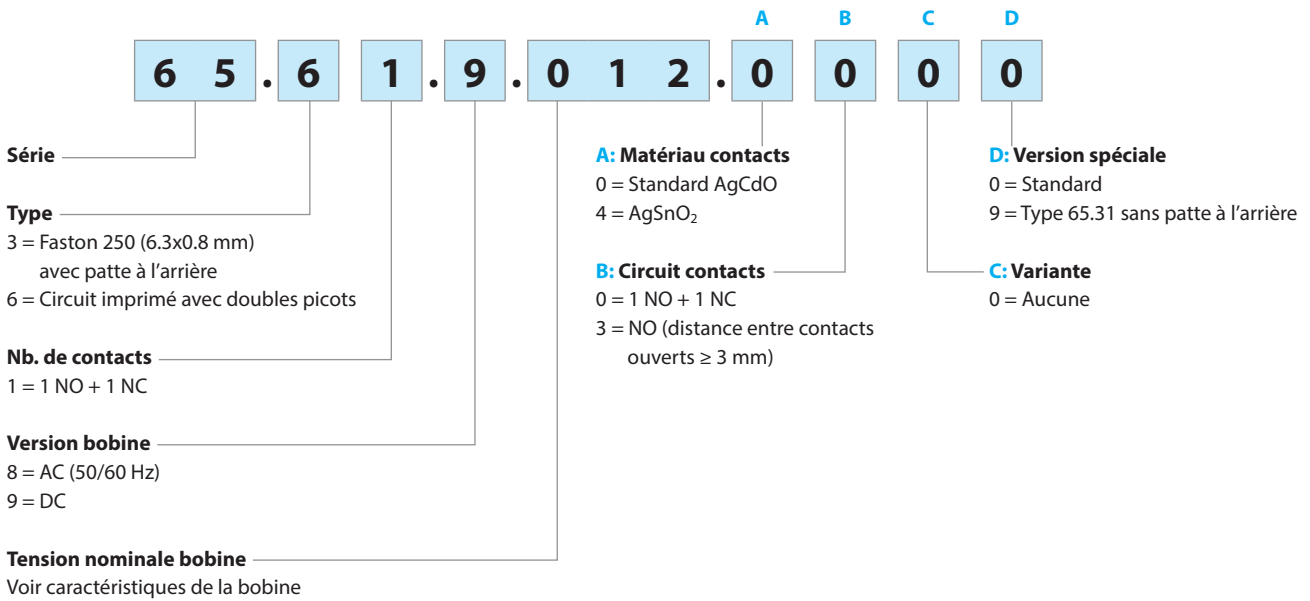 A B C D
6 5 . 6 1 . 9 . 0 1 2 . 0 0 0 0
Série
Type
3 = Faston 250 (6.3x0.8 mm)
avec patte à l'arrière
6 = Circuit imprimé avec doubles picots
Nb. de contacts
1 = 1 NO + 1 NC
Version bobine
8 = AC (50/60 Hz)
9 = DC
Tension nominale bobine
Voir caractéristiques de la bobine
A: Matériau contacts
0 = Standard AgCdO
4 = AgSnO₂
B: Circuit contacts
0 = 1 NO + 1 NC
3 = NO (distance entre contacts
ouverts ≥ 3 mm)
D: Version spéciale
0 = Standard
9 = Type 65.31 sans patte à l'arrière
C: Variante
0 = Aucune